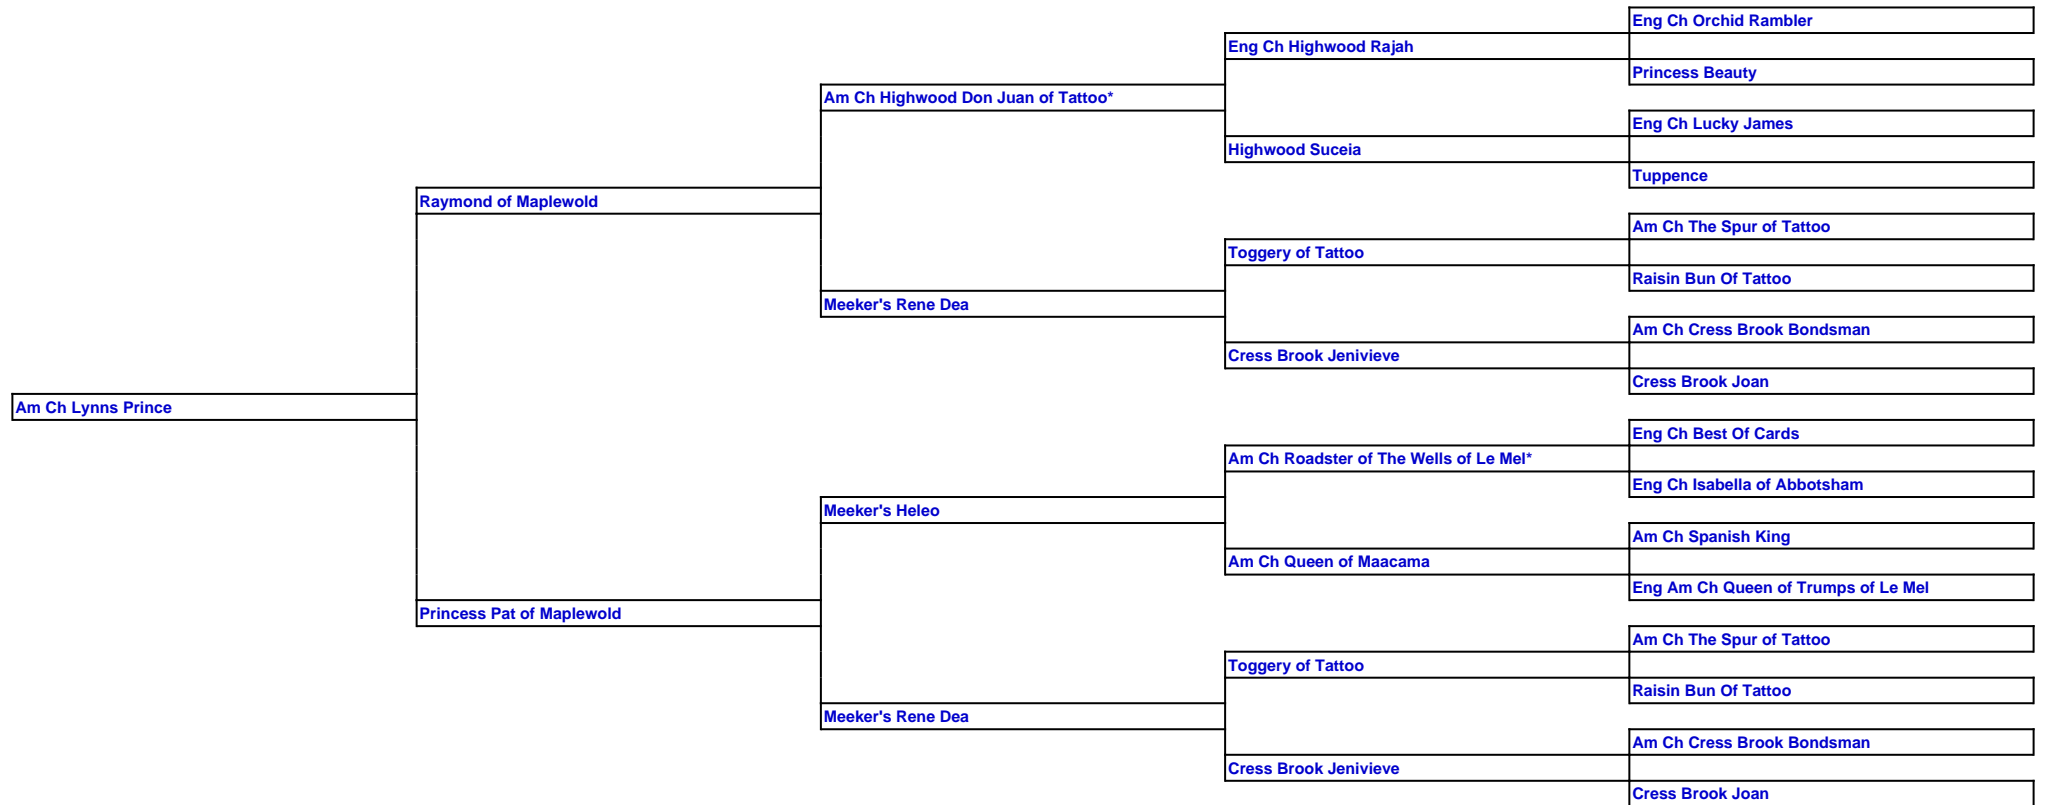 Eng Ch Orchid Rambler
Eng Ch Highwood Rajah
Princess Beauty
Am Ch Highwood Don Juan of Tattoo*
Eng Ch Lucky James
Highwood Suceia
Tuppence
Raymond of Maplewold
Am Ch The Spur of Tattoo
Toggery of Tattoo
Raisin Bun Of Tattoo
Meeker's Rene Dea
Am Ch Cress Brook Bondsman
Cress Brook Jenivieve
Cress Brook Joan
Am Ch Lynns Prince
Eng Ch Best Of Cards
Am Ch Roadster of The Wells of Le Mel*
Eng Ch Isabella of Abbotsham
Meeker's Heleo
Am Ch Spanish King
Am Ch Queen of Maacama
Eng Am Ch Queen of Trumps of Le Mel
Princess Pat of Maplewold
Am Ch The Spur of Tattoo
Toggery of Tattoo
Raisin Bun Of Tattoo
Meeker's Rene Dea
Am Ch Cress Brook Bondsman
Cress Brook Jenivieve
Cress Brook Joan